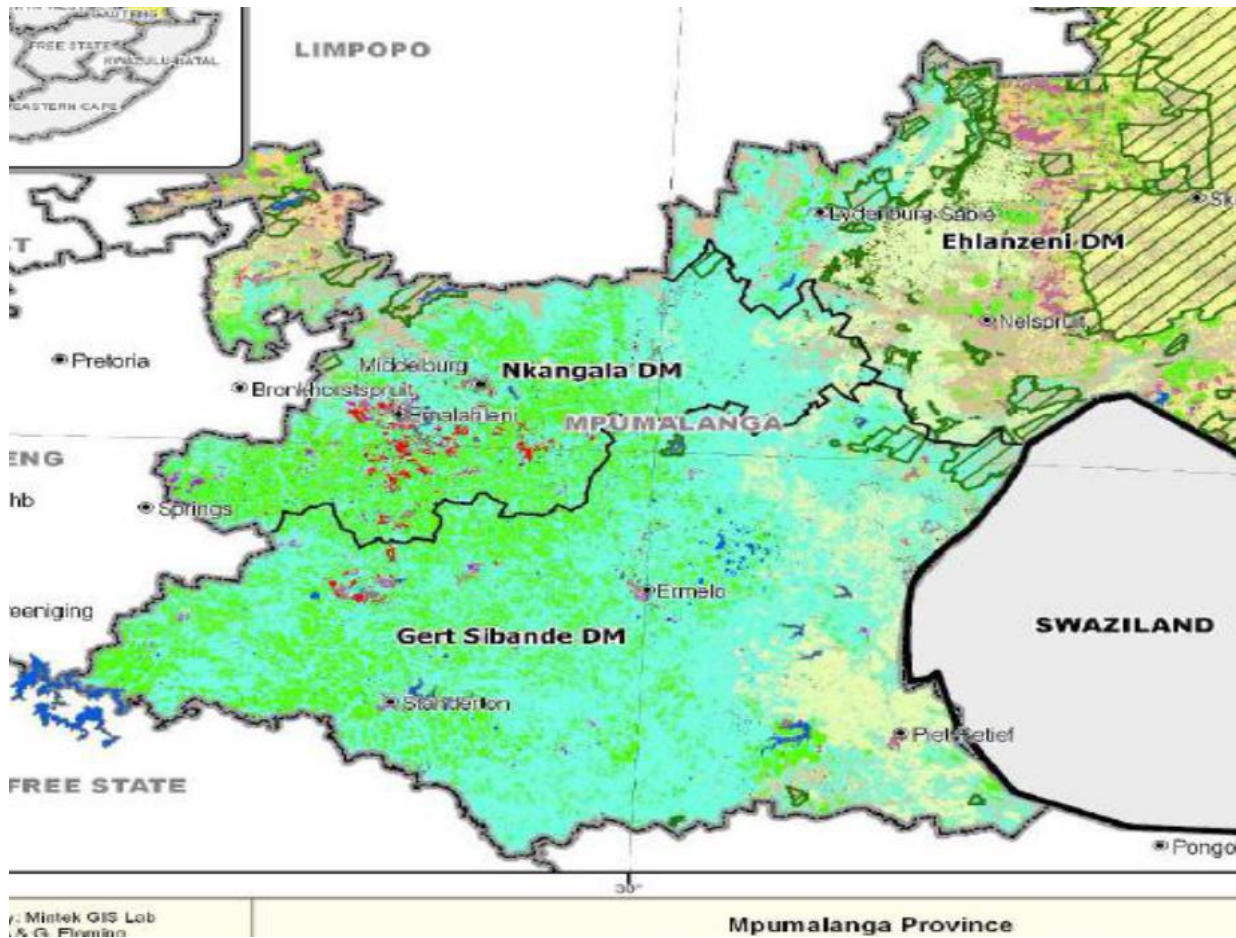 GAUTENG
FREE STATE
KWAZULU-NATAL
EASTERN CAPE
LIMPOPO
Lydenburg Sabie
Ehlanzeni DM
Nelspruit
Pretoria
Middelburg
Nkangala DM
Bronkhorstspruit
Emalahleni
MPUMALANGA
ENG
hb
Springs
Ermelo
eeniging
Gert Sibande DM
SWAZILAND
Standerton
Piet Retief
FREE STATE
Pongo
30°
y: Mintek GIS Lab
& G. Fleming
Mpumalanga Province